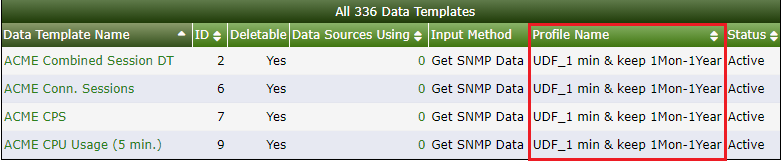 All 336 Data Templates
Data Template Name ID Deletable Data Sources Using Input Method Profile Name Status
ACME Combined Session DT 2 Yes 0 Get SNMP Data UDF_1 min & keep 1Mon-1Year Active
ACME Conn. Sessions 6 Yes 0 Get SNMP Data UDF_1 min & keep 1Mon-1Year Active
ACME CPS 7 Yes 0 Get SNMP Data UDF_1 min & keep 1Mon-1Year Active
ACME CPU Usage (5 min.) 9 Yes 0 Get SNMP Data UDF_1 min & keep 1Mon-1Year Active